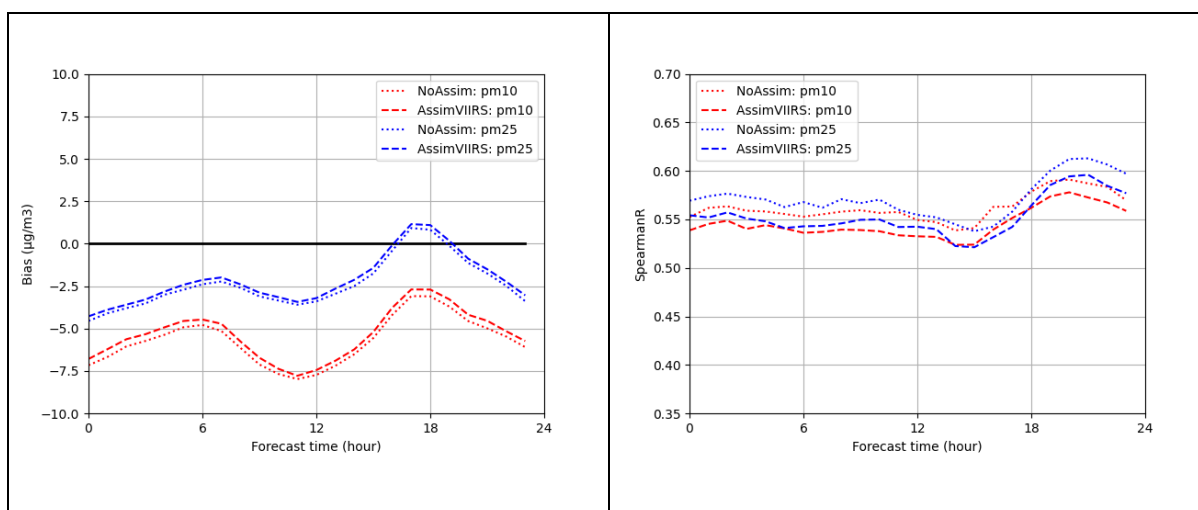 10.0
7.5
5.0
2.5
0.0
−2.5
−5.0
−7.5
−10.0
Bias (μg/m3)
NoAssim: pm10
AssimVIIRS: pm10
NoAssim: pm25
AssimVIIRS: pm25
0 6 12 18 24
Forecast time (hour)
0.70
0.65
0.60
0.55
0.50
0.45
0.40
0.35
SpearmanR
NoAssim: pm10
AssimVIIRS: pm10
NoAssim: pm25
AssimVIIRS: pm25
0 6 12 18 24
Forecast time (hour)